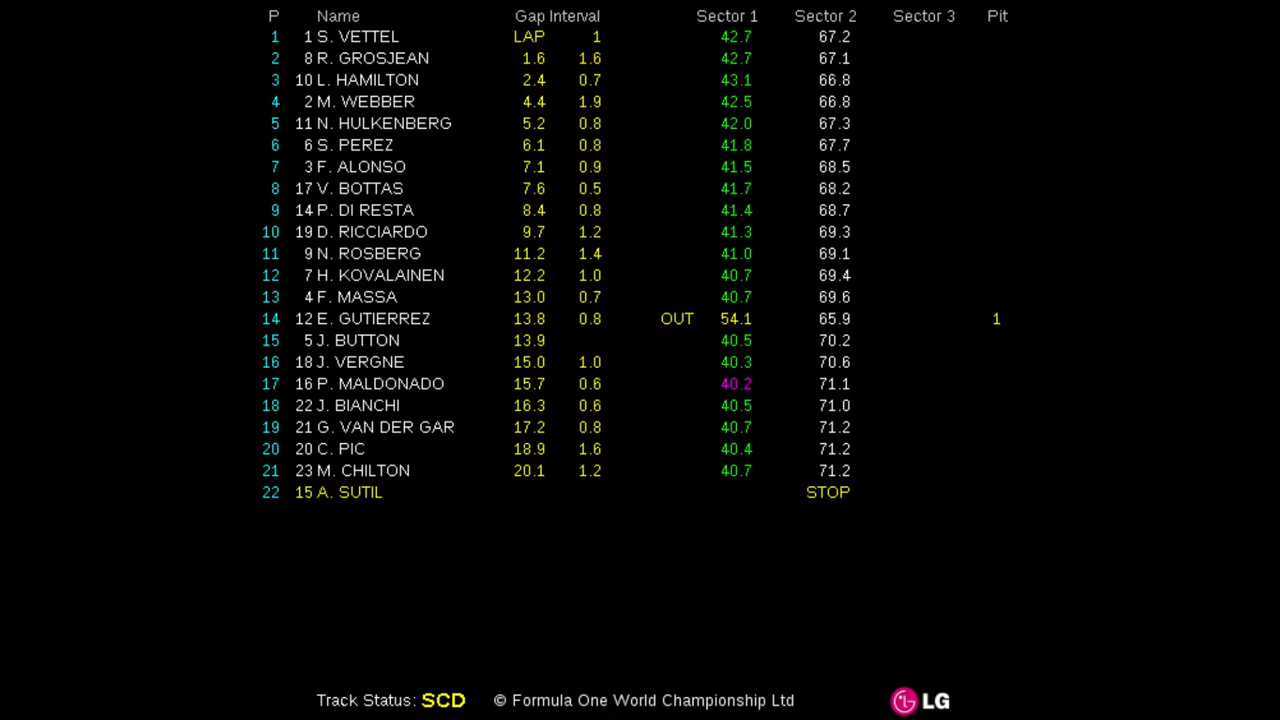 P Name Gap Interval Sector 1 Sector 2 Sector 3 Pit
1 1 S. VETTEL LAP 1 42.7 67.2
2 8 R. GROSJEAN 1.6 1.6 42.7 67.1
3 10 L. HAMILTON 2.4 0.7 43.1 66.8
4 2 M. WEBBER 4.4 1.9 42.5 66.8
5 11 N. HULKENBERG 5.2 0.8 42.0 67.3
6 6 S. PEREZ 6.1 0.8 41.8 67.7
7 3 F. ALONSO 7.1 0.9 41.5 68.5
8 17 V. BOTTAS 7.6 0.5 41.7 68.2
9 14 P. DI RESTA 8.4 0.8 41.4 68.7
10 19 D. RICCIARDO 9.7 1.2 41.3 69.3
11 9 N. ROSBERG 11.2 1.4 41.0 69.1
12 7 H. KOVALAINEN 12.2 1.0 40.7 69.4
13 4 F. MASSA 13.0 0.7 40.7 69.6
14 12 E. GUTIERREZ 13.8 0.8 OUT 54.1 65.9 1
15 5 J. BUTTON 13.9 40.5 70.2
16 18 J. VERGNE 15.0 1.0 40.3 70.6
17 16 P. MALDONADO 15.7 0.6 40.2 71.1
18 22 J. BIANCHI 16.3 0.6 40.5 71.0
19 21 G. VAN DER GAR 17.2 0.8 40.7 71.2
20 20 C. PIC 18.9 1.6 40.4 71.2
21 23 M. CHILTON 20.1 1.2 40.7 71.2
22 15 A. SUTIL STOP
Track Status: SCD © Formula One World Championship Ltd LG